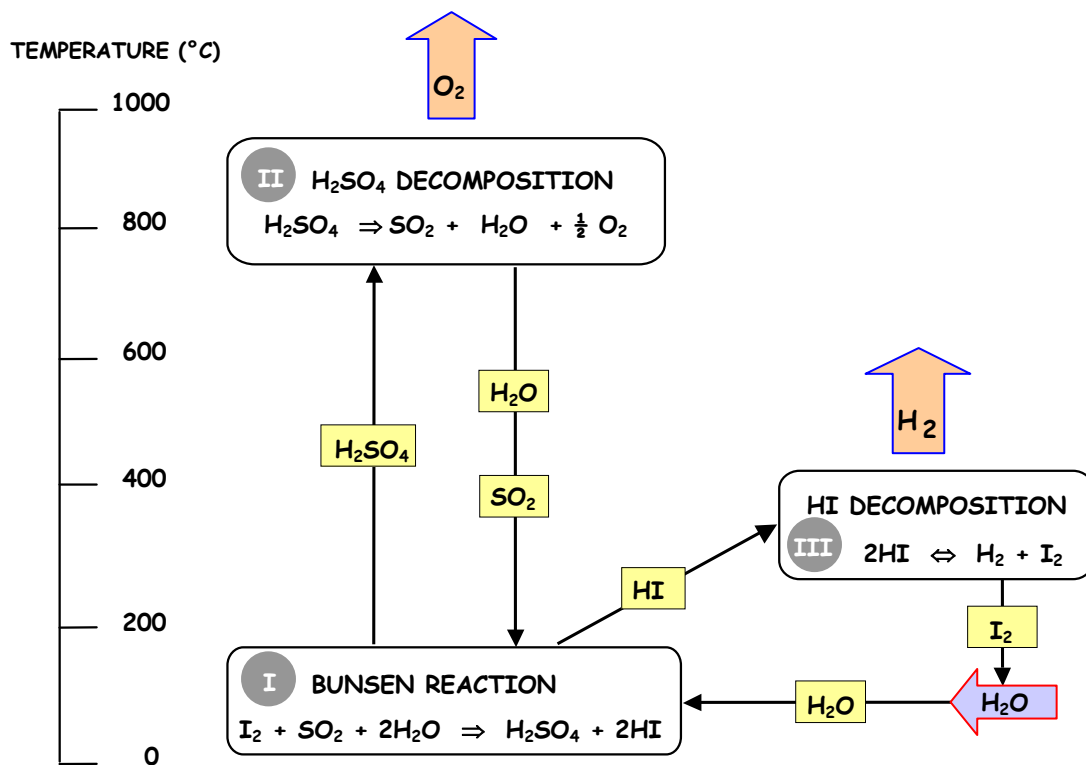 TEMPERATURE (°C)
1000
800
600
400
200
0
O₂
II
H₂SO₄ DECOMPOSITION
H₂SO₄ ⇒ SO₂ + H₂O + ½ O₂
H₂SO₄
H₂O
SO₂
H₂
HI DECOMPOSITION
III
2HI ⇔ H₂ + I₂
HI
I₂
I
BUNSEN REACTION
I₂ + SO₂ + 2H₂O ⇒ H₂SO₄ + 2HI
H₂O
H₂O